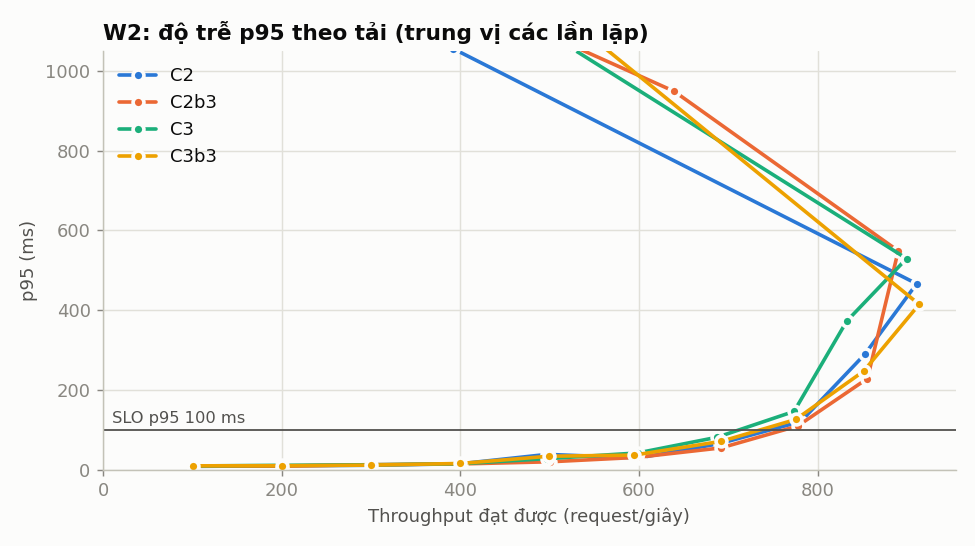 W2: độ trễ p95 theo tải (trung vị các lần lặp)
1000
800
600
400
200
0
p95 (ms)
C2
C2b3
C3
C3b3
SLO p95 100 ms
0 200 400 600 800
Throughput đạt được (request/giây)